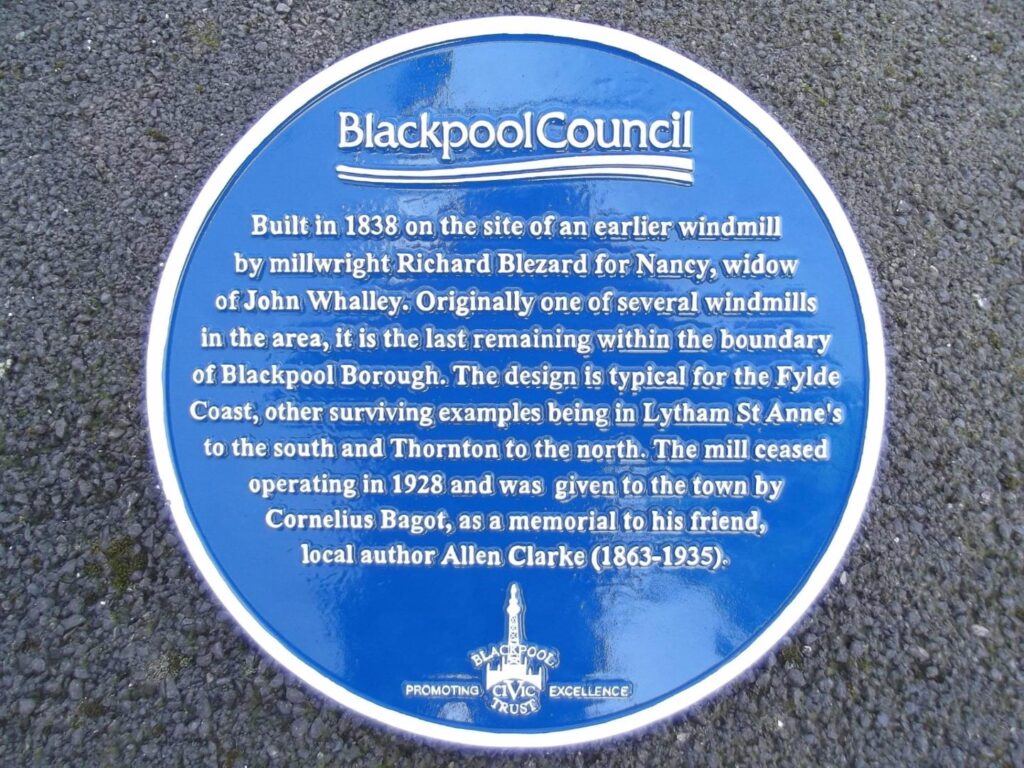 Blackpool Council
Built in 1838 on the site of an earlier windmill
by millwright Richard Blezard for Nancy, widow
of John Whalley. Originally one of several windmills
in the area, it is the last remaining within the boundary
of Blackpool Borough. The design is typical for the Fylde
Coast, other surviving examples being in Lytham St Anne's
to the south and Thornton to the north. The mill ceased
operating in 1928 and was given to the town by
Cornelius Bagot, as a memorial to his friend,
local author Allen Clarke (1863-1935).
BLACKPOOL
PROMOTING CIVIC EXCELLENCE
TRUST